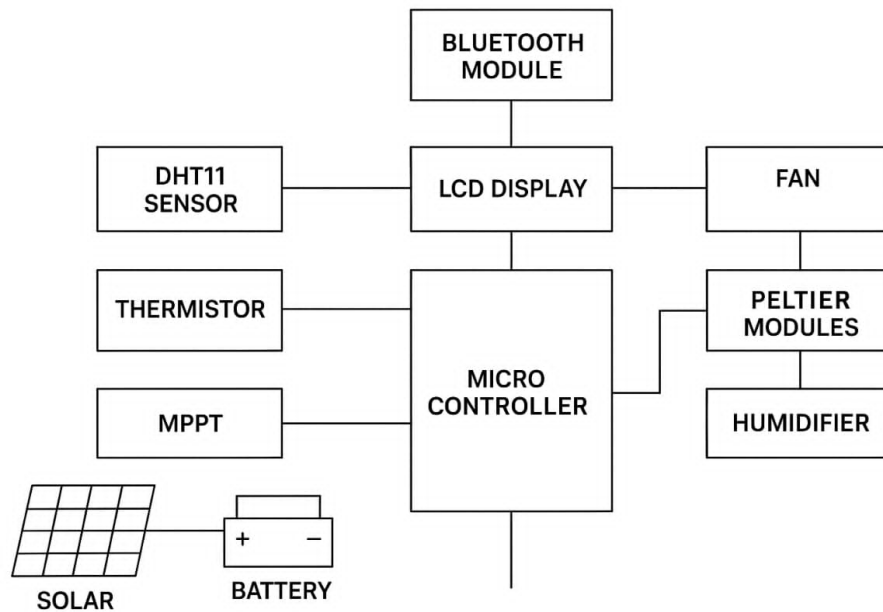 BLUETOOTH
MODULE
DHT11
SENSOR
LCD DISPLAY
FAN
THERMISTOR
PELTIER
MODULES
MICRO
CONTROLLER
MPPT
HUMIDIFIER
+ −
BATTERY
SOLAR